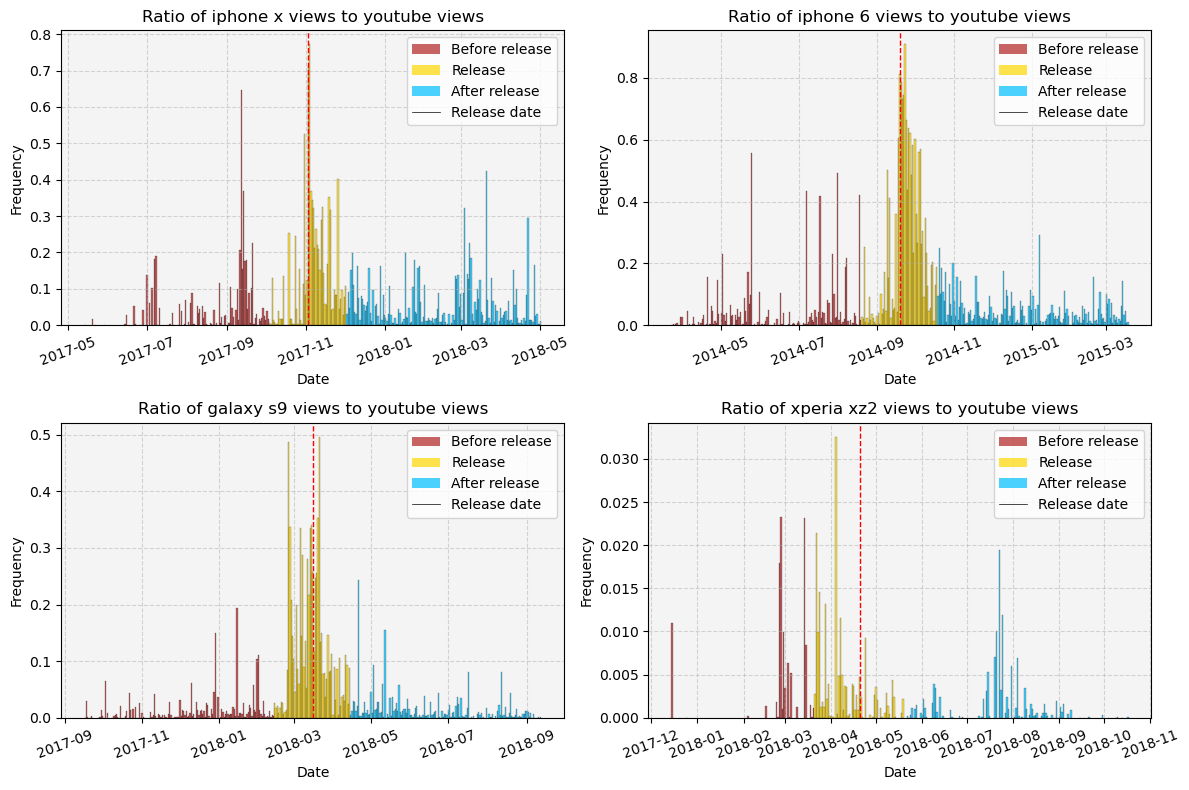 Ratio of iphone x views to youtube views
0.8
0.7
0.6
0.5
0.4
0.3
0.2
0.1
0.0
Frequency
Before release
Release
After release
Release date
2017-05
2017-07
2017-09
2017-11
2018-01
2018-03
2018-05
Date
Ratio of iphone 6 views to youtube views
0.8
0.6
0.4
0.2
0.0
Frequency
Before release
Release
After release
Release date
2014-05
2014-07
2014-09
2014-11
2015-01
2015-03
Date
Ratio of galaxy s9 views to youtube views
0.5
0.4
0.3
0.2
0.1
0.0
Frequency
Before release
Release
After release
Release date
2017-09
2017-11
2018-01
2018-03
2018-05
2018-07
2018-09
Date
Ratio of xperia xz2 views to youtube views
0.030
0.025
0.020
0.015
0.010
0.005
0.000
Frequency
Before release
Release
After release
Release date
2017-12
2018-01
2018-02
2018-03
2018-04
2018-05
2018-06
2018-07
2018-08
2018-09
2018-10
2018-11
Date